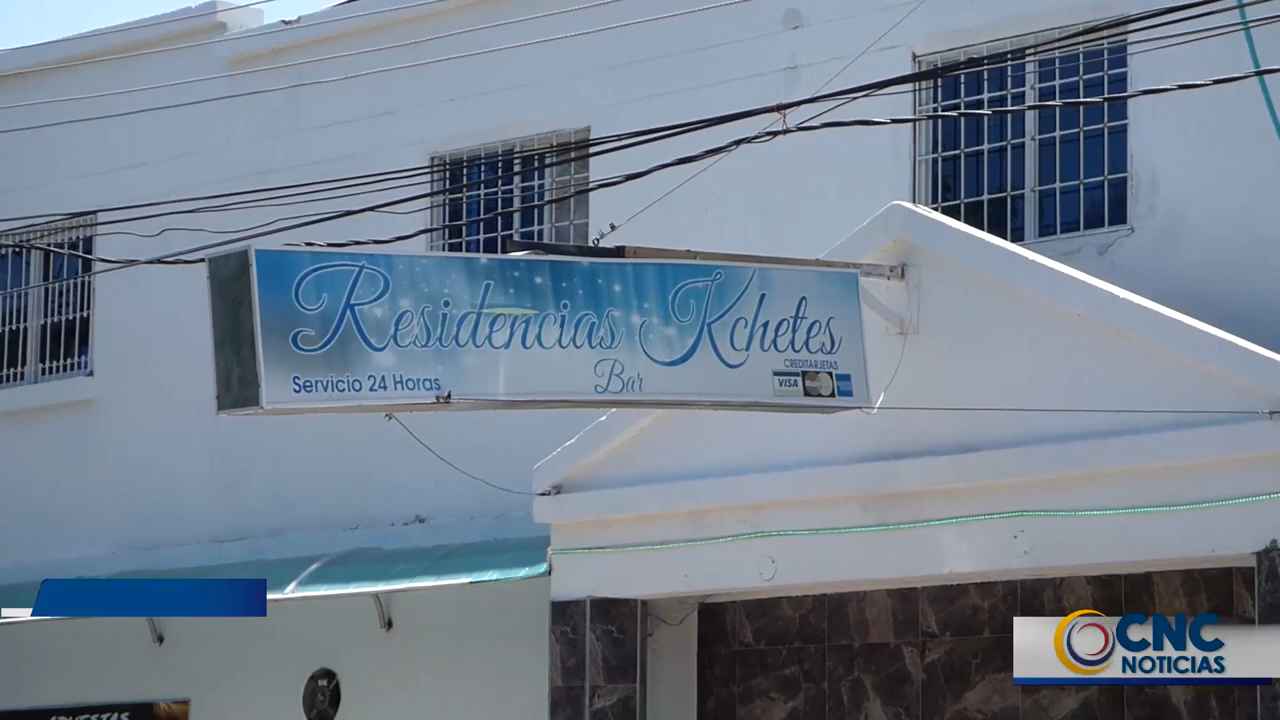 Residencias Kchetes
Bar
Servicio 24 Horas
CREDITARJETAS
VISA
CNC
NOTICIAS